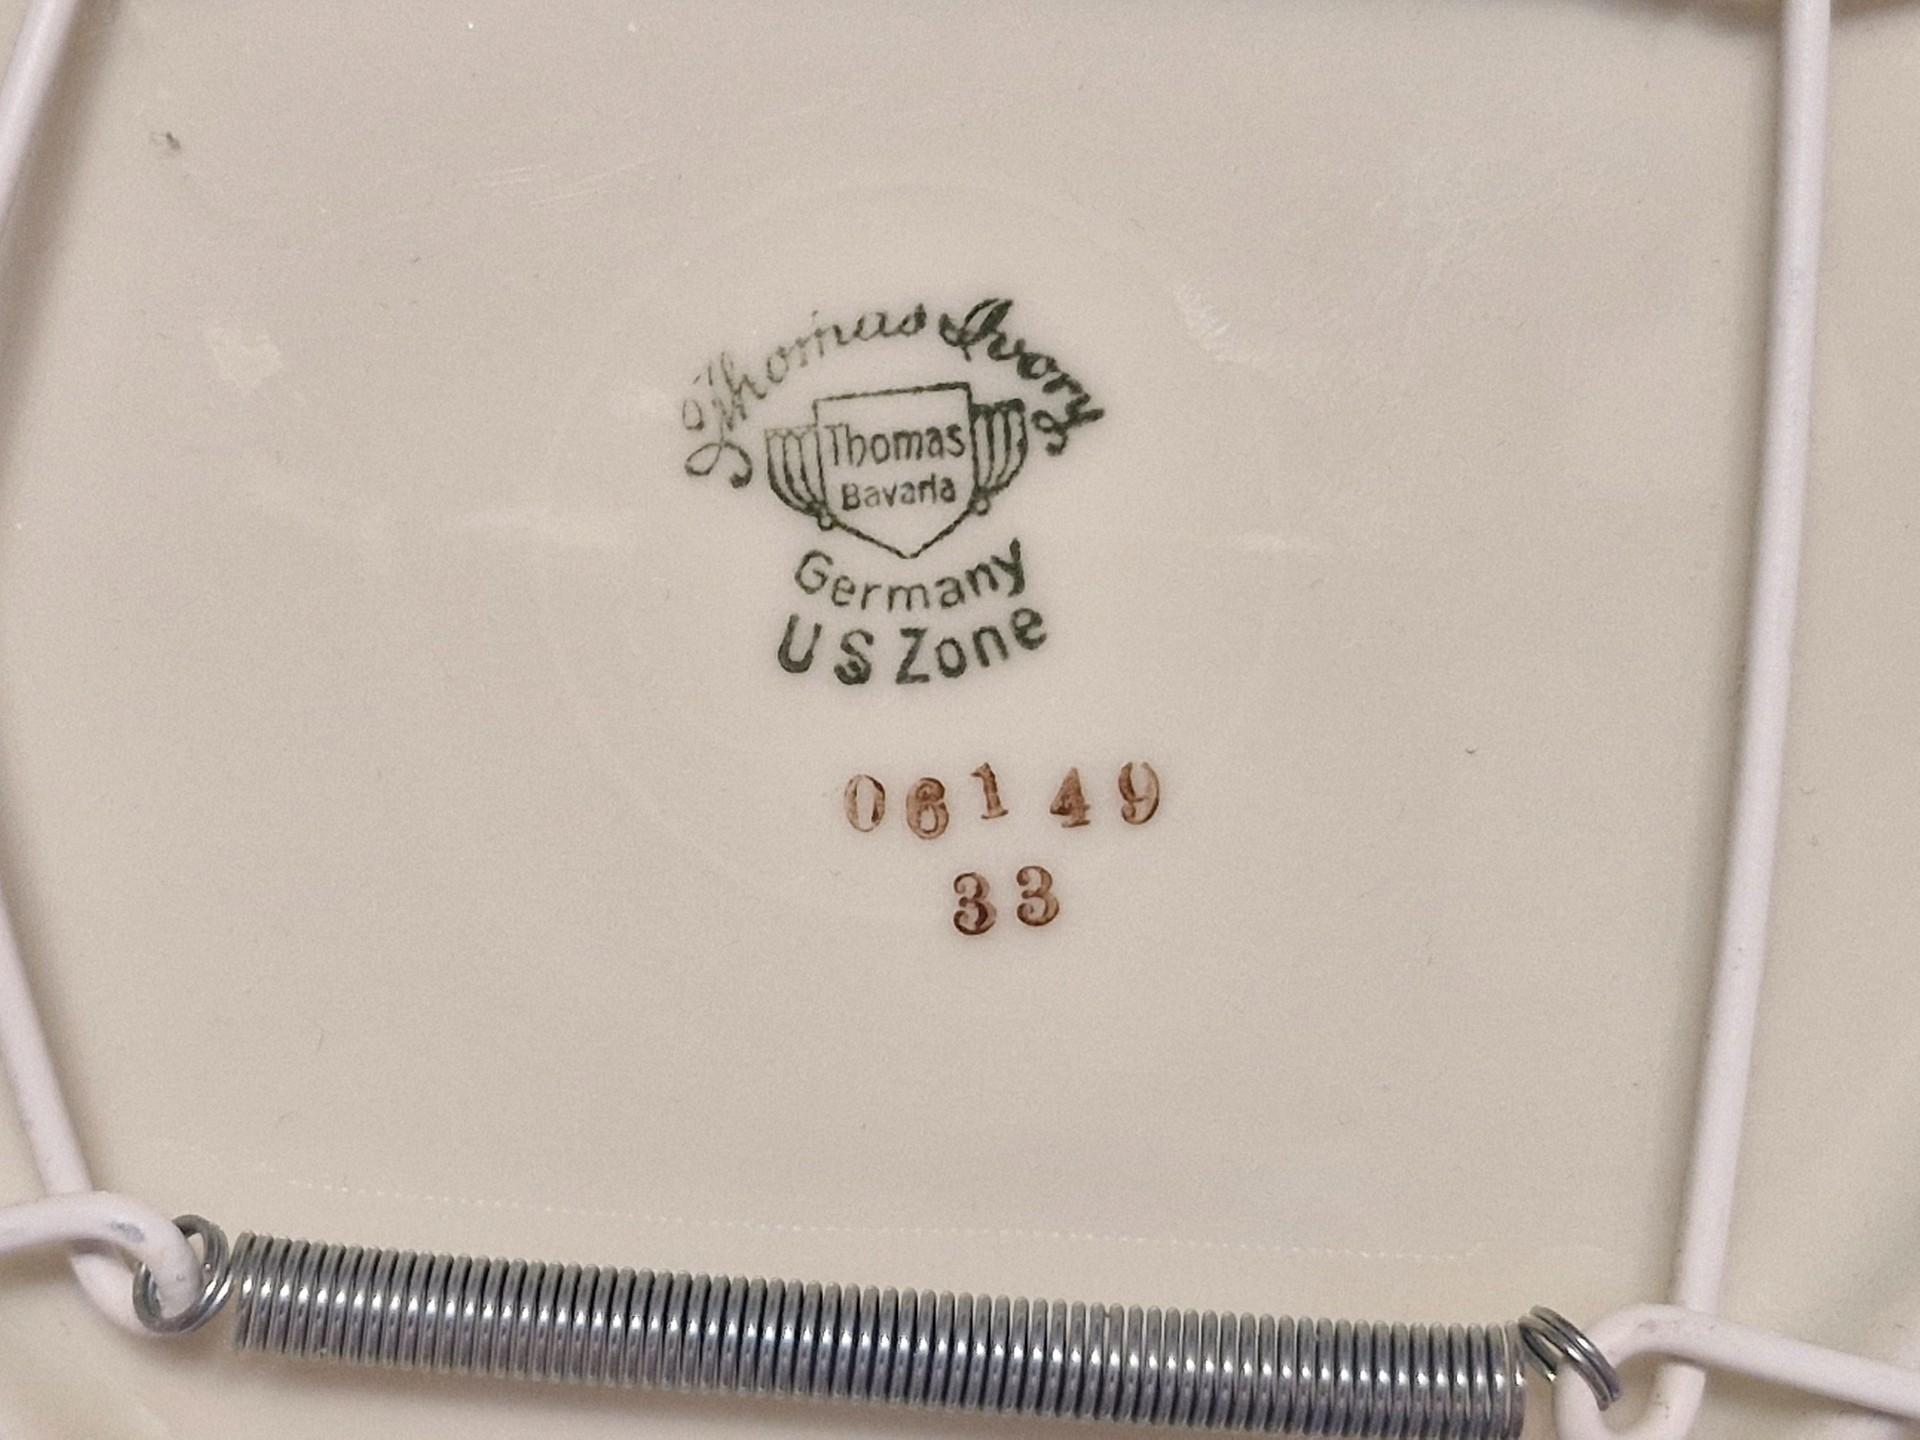 Thomas Ivory
Thomas
Bavaria
Germany
US Zone
06149
33